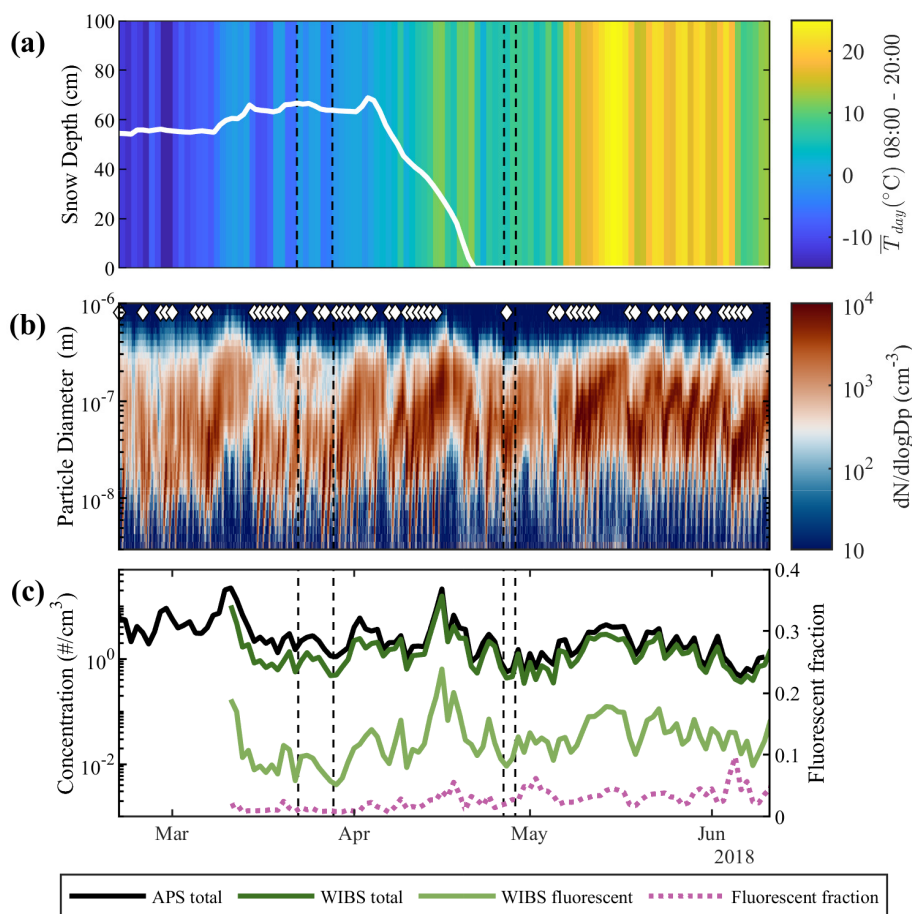 (a)
Snow Depth (cm)
100
80
60
40
20
0
20
10
0
-10
T day (°C) 08:00 - 20:00
(b)
Particle Diameter (m)
10-6
10-7
10-8
104
103
102
10
dN/dlogDp (cm-3)
(c)
Concentration (#/cm3)
100
10-2
0.4
0.3
0.2
0.1
0
Fluorescent fraction
Mar
Apr
May
Jun
2018
APS total
WIBS total
WIBS fluorescent
Fluorescent fraction